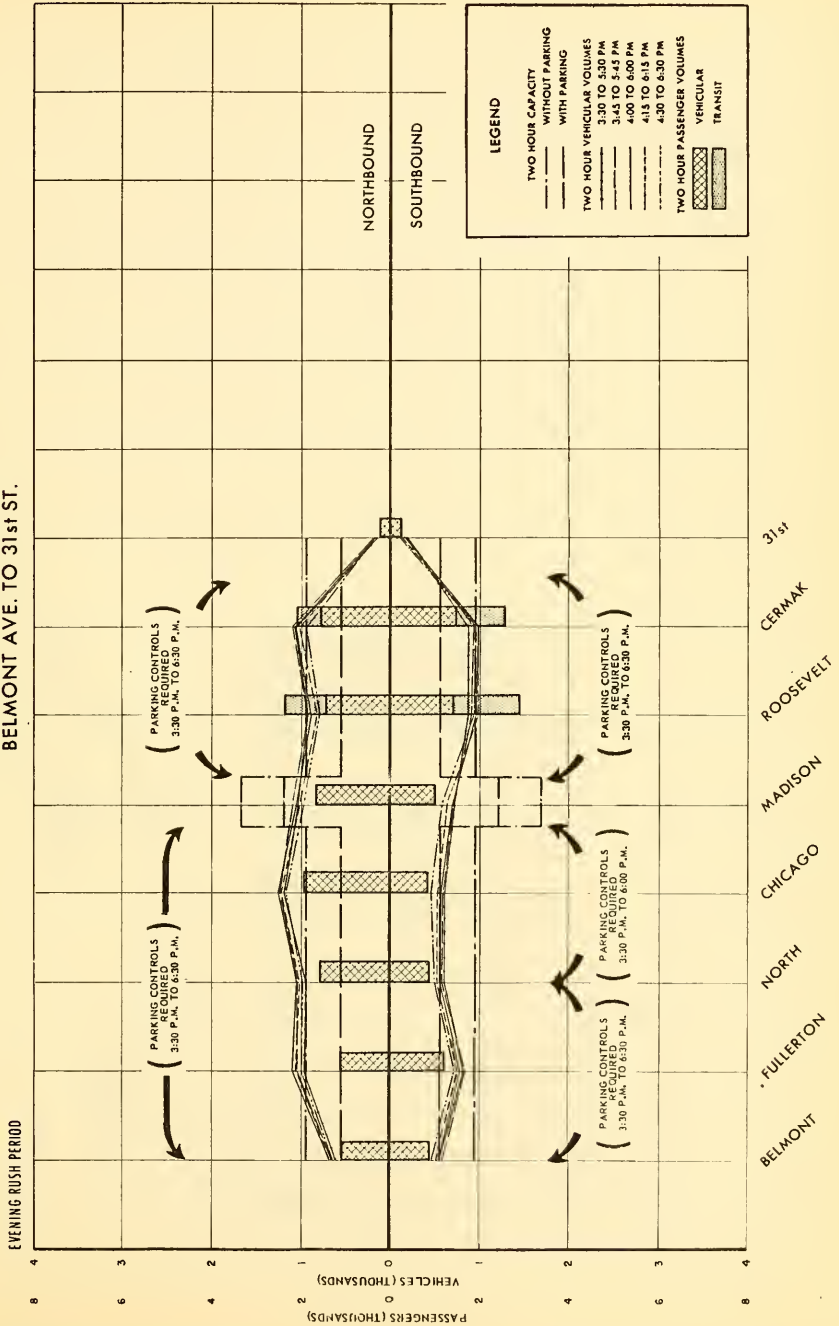 EVENING RUSH PERIOD
BELMONT AVE. TO 31st ST.
NORTHBOUND
SOUTHBOUND
LEGEND
TWO HOUR CAPACITY
WITHOUT PARKING
WITH PARKING
TWO HOUR VEHICULAR VOLUMES
3:30 TO 5:30 PM
3:45 TO 5:45 PM
4:00 TO 6:00 PM
4:15 TO 6:15 PM
4:30 TO 6:30 PM
TWO HOUR PASSENGER VOLUMES
VEHICULAR
TRANSIT
(PARKING CONTROLS
REQUIRED
3:30 P.M. TO 6:30 P.M.)
(PARKING CONTROLS
REQUIRED
3:30 P.M. TO 6:30 P.M.)
(PARKING CONTROLS
REQUIRED
3:30 P.M. TO 6:30 P.M.)
(PARKING CONTROLS
REQUIRED
3:30 P.M. TO 6:00 P.M.)
(PARKING CONTROLS
REQUIRED
3:30 P.M. TO 6:30 P.M.)
PASSENGERS (THOUSANDS)
8
6
4
2
0
2
4
6
8
VEHICLES (THOUSANDS)
4
3
2
1
0
1
2
3
4
BELMONT
FULLERTON
NORTH
CHICAGO
MADISON
ROOSEVELT
CERMAK
31st